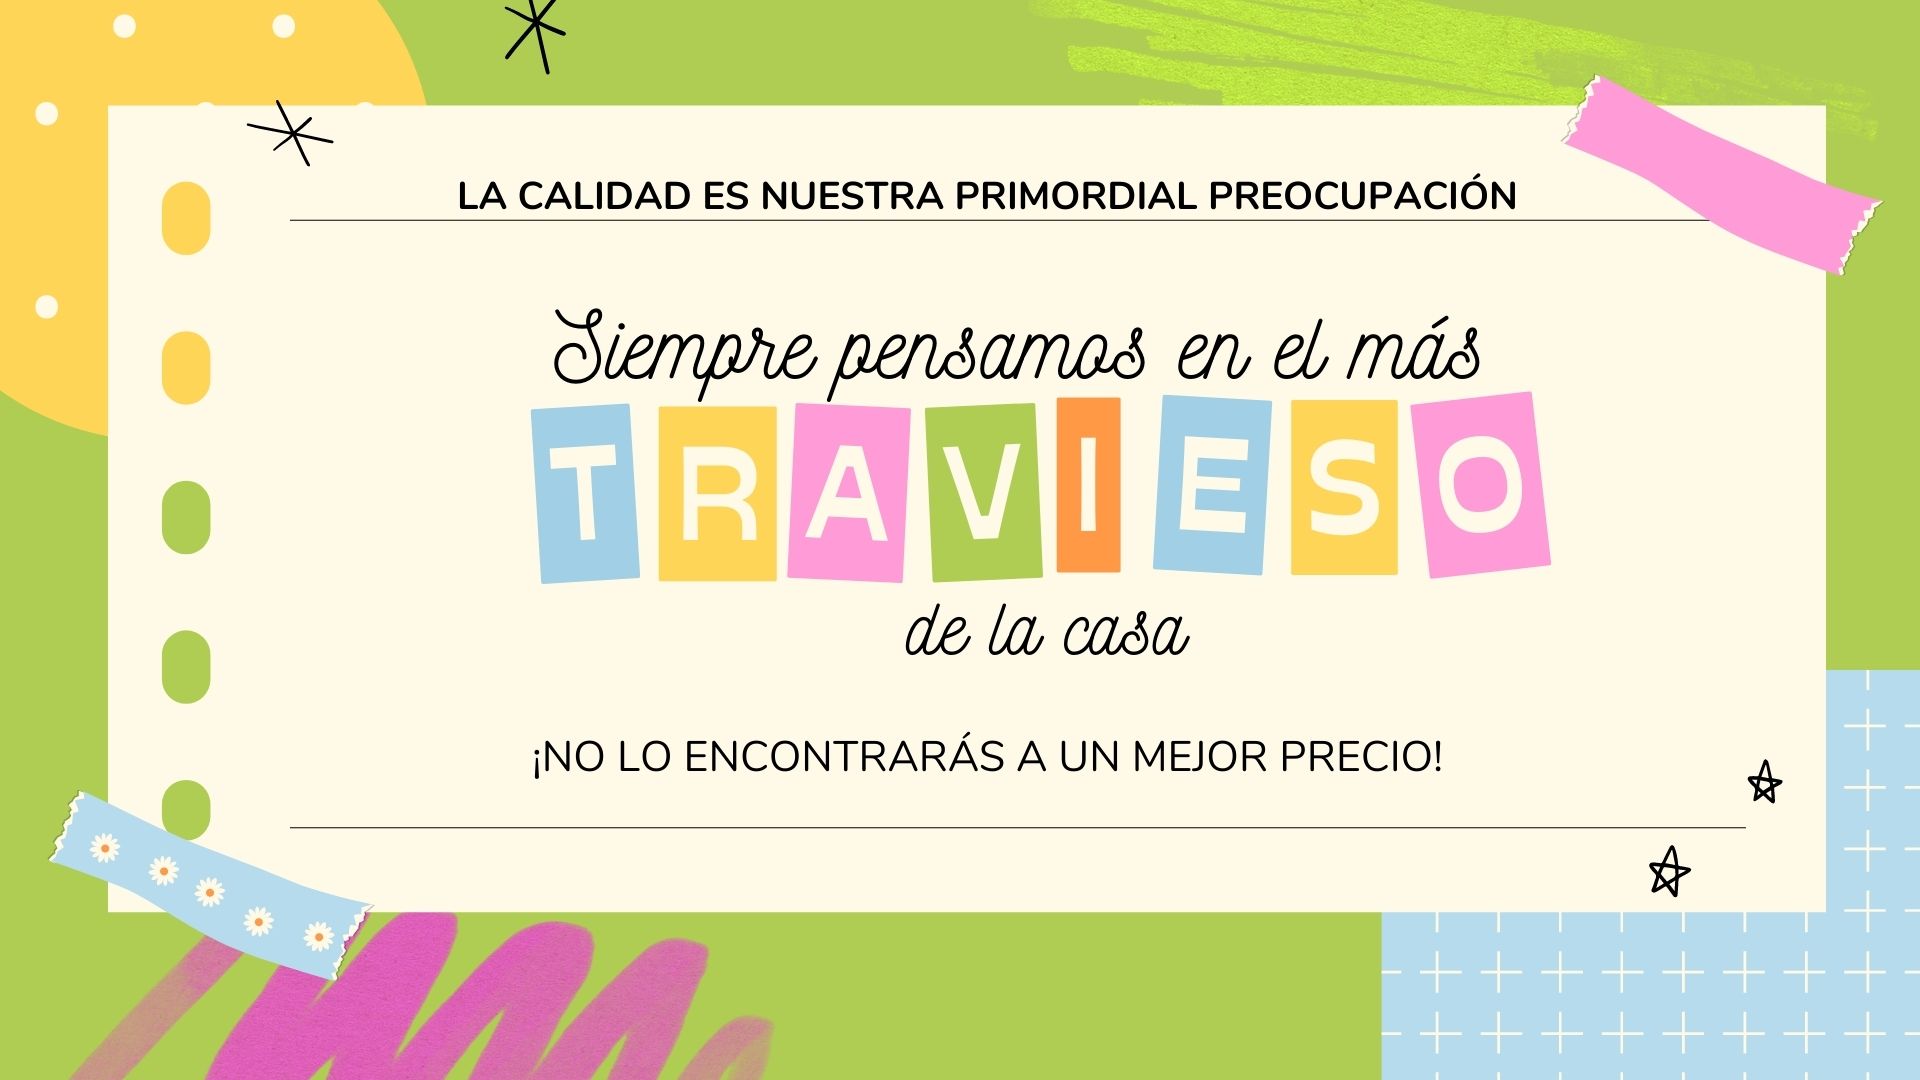 LA CALIDAD ES NUESTRA PRIMORDIAL PREOCUPACIÓN
Siempre pensamos en el más
TRAVIESO
de la casa
¡NO LO ENCONTRARÁS A UN MEJOR PRECIO!